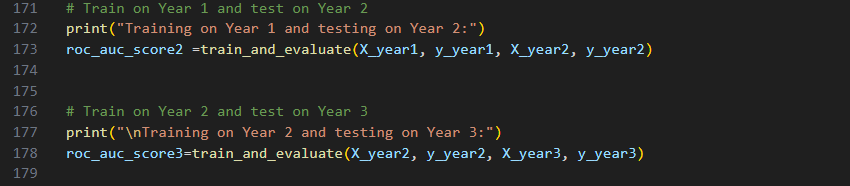 171 # Train on Year 1 and test on Year 2
172 print("Training on Year 1 and testing on Year 2:")
173 roc_auc_score2 =train_and_evaluate(X_year1, y_year1, X_year2, y_year2)
174
175
176 # Train on Year 2 and test on Year 3
177 print("\nTraining on Year 2 and testing on Year 3:")
178 roc_auc_score3=train_and_evaluate(X_year2, y_year2, X_year3, y_year3)
179